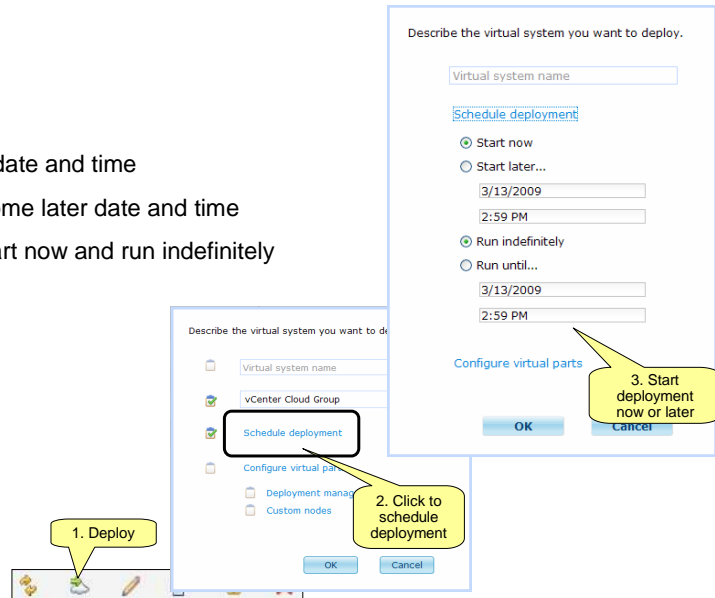 Describe the virtual system you want to deploy.
Virtual system name
Schedule deployment
Start now
Start later...
3/13/2009
2:59 PM
Run indefinitely
Run until...
3/13/2009
2:59 PM
Configure virtual parts
3. Start
deployment
now or later
OK
Cancel
date and time
ome later date and time
art now and run indefinitely
Describe the virtual system you want to de
Virtual system name
vCenter Cloud Group
Schedule deployment
Configure virtual part
Deployment manag
Custom nodes
2. Click to
schedule
deployment
OK
Cancel
1. Deploy